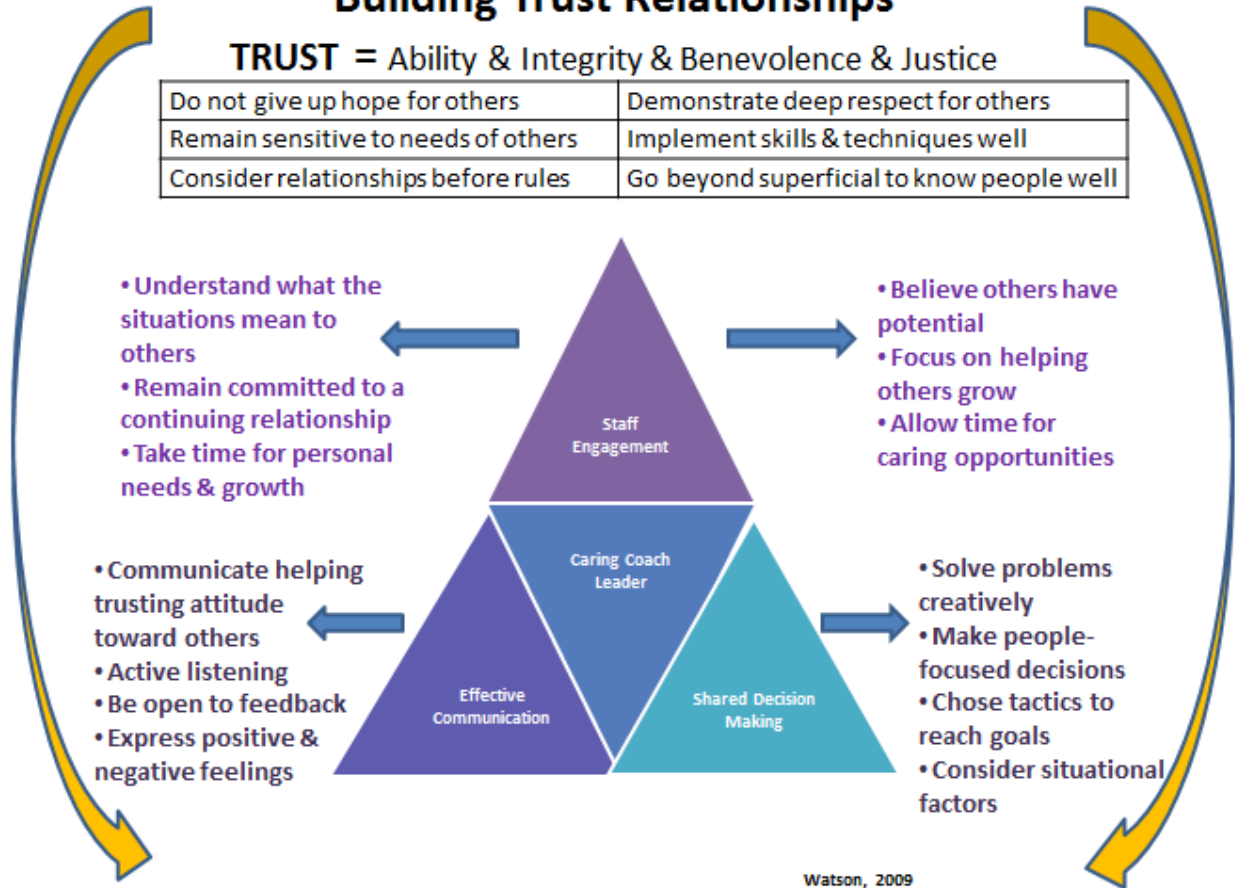 Building Trust Relationships
TRUST = Ability & Integrity & Benevolence & Justice
Do not give up hope for others
Demonstrate deep respect for others
Remain sensitive to needs of others
Implement skills & techniques well
Consider relationships before rules
Go beyond superficial to know people well
• Understand what the
situations mean to
others
• Remain committed to a
continuing relationship
• Take time for personal
needs & growth
• Believe others have
potential
• Focus on helping
others grow
• Allow time for
caring opportunities
Staff
Engagement
Caring Coach
Leader
• Communicate helping
trusting attitude
toward others
• Active listening
• Be open to feedback
• Express positive &
negative feelings
Effective
Communication
Shared Decision
Making
• Solve problems
creatively
• Make people-
focused decisions
• Chose tactics to
reach goals
• Consider situational
factors
Watson, 2009